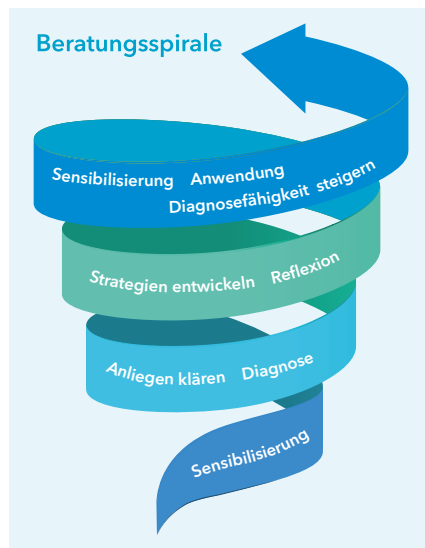 Beratungsspirale
Sensibilisierung Anwendung
Diagnosefähigkeit steigern
Strategien entwickeln Reflexion
Anliegen klären Diagnose
Sensibilisierung